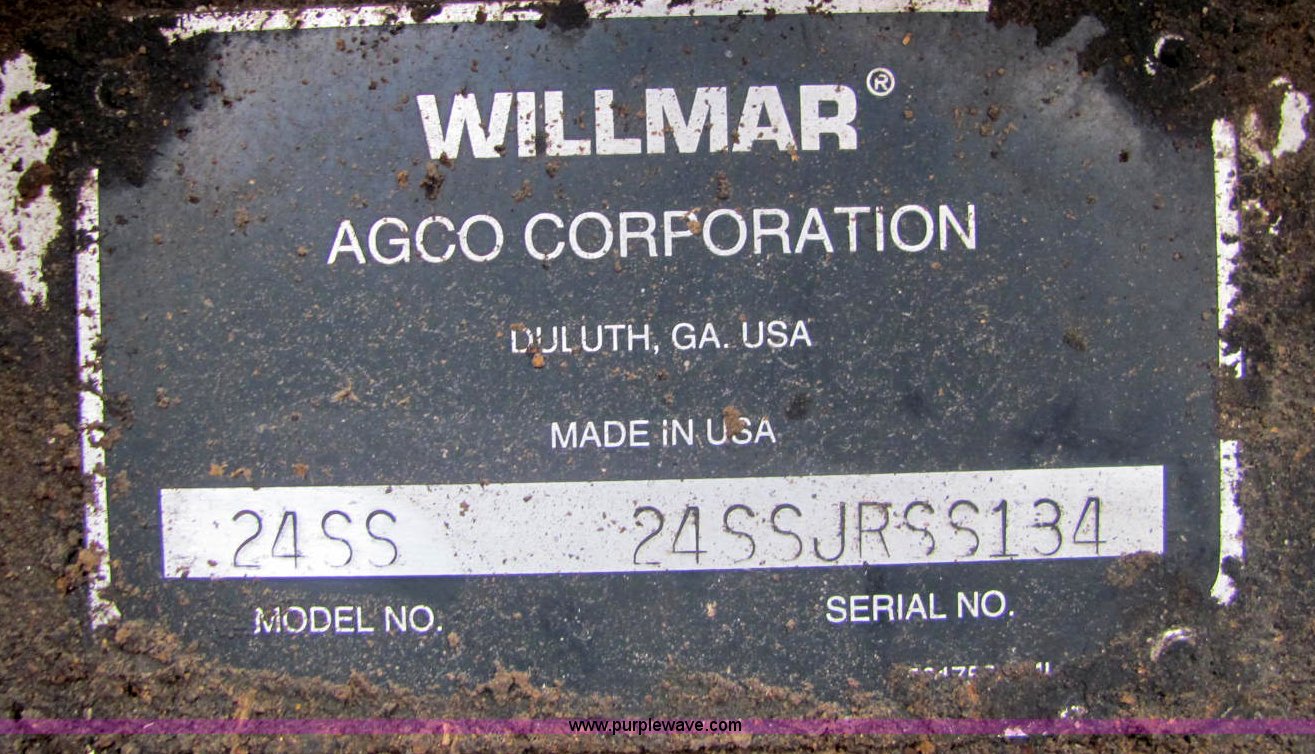 WILLMAR®
AGCO CORPORATION
DULUTH, GA. USA
MADE IN USA
24SS 24SSJRSS134
MODEL NO. SERIAL NO.
www.purplewave.com